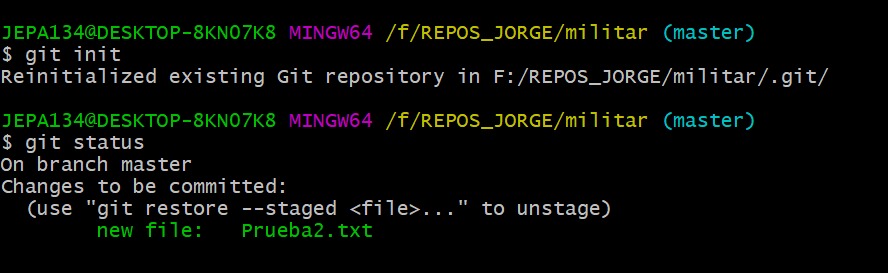 JEPA134@DESKTOP-8KNO7K8 MINGW64 /f/REPOS_JORGE/militar (master)
$ git init
Reinitialized existing Git repository in F:/REPOS_JORGE/militar/.git/
JEPA134@DESKTOP-8KNO7K8 MINGW64 /f/REPOS_JORGE/militar (master)
$ git status
On branch master
Changes to be committed:
(use "git restore --staged <file>..." to unstage)
new file: Prueba2.txt